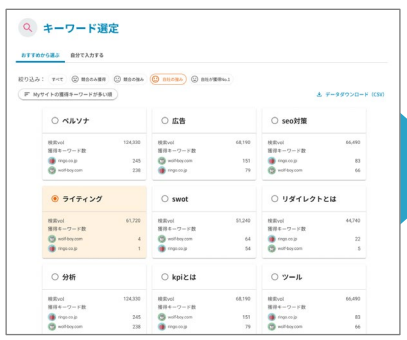 キーワード選定
おすすめから選ぶ 自分で入力する
絞り込み： すべて 競合のみ獲得 競合の強み 自社の強み 自社が獲得No.1
Myサイトの獲得キーワードが多い順
データダウンロード (CSV)
ペルソナ
検索vol 124,030
獲得キーワード数
ringo.co.jp 245
wolf-boy.com 238
広告
検索vol 68,190
獲得キーワード数
wolf-boy.com 151
ringo.co.jp 79
seo対策
検索vol 66,490
獲得キーワード数
ringo.co.jp 83
wolf-boy.com 66
ライティング
検索vol 61,720
獲得キーワード数
wolf-boy.com 4
ringo.co.jp 1
swot
検索vol 51,240
獲得キーワード数
wolf-boy.com 64
ringo.co.jp 54
リダイレクトとは
検索vol 44,740
獲得キーワード数
ringo.co.jp 22
wolf-boy.com 5
分析
検索vol 124,030
獲得キーワード数
ringo.co.jp 245
wolf-boy.com 238
kpiとは
検索vol 68,190
獲得キーワード数
wolf-boy.com 151
ringo.co.jp 79
ツール
検索vol 66,490
獲得キーワード数
ringo.co.jp 83
wolf-boy.com 66